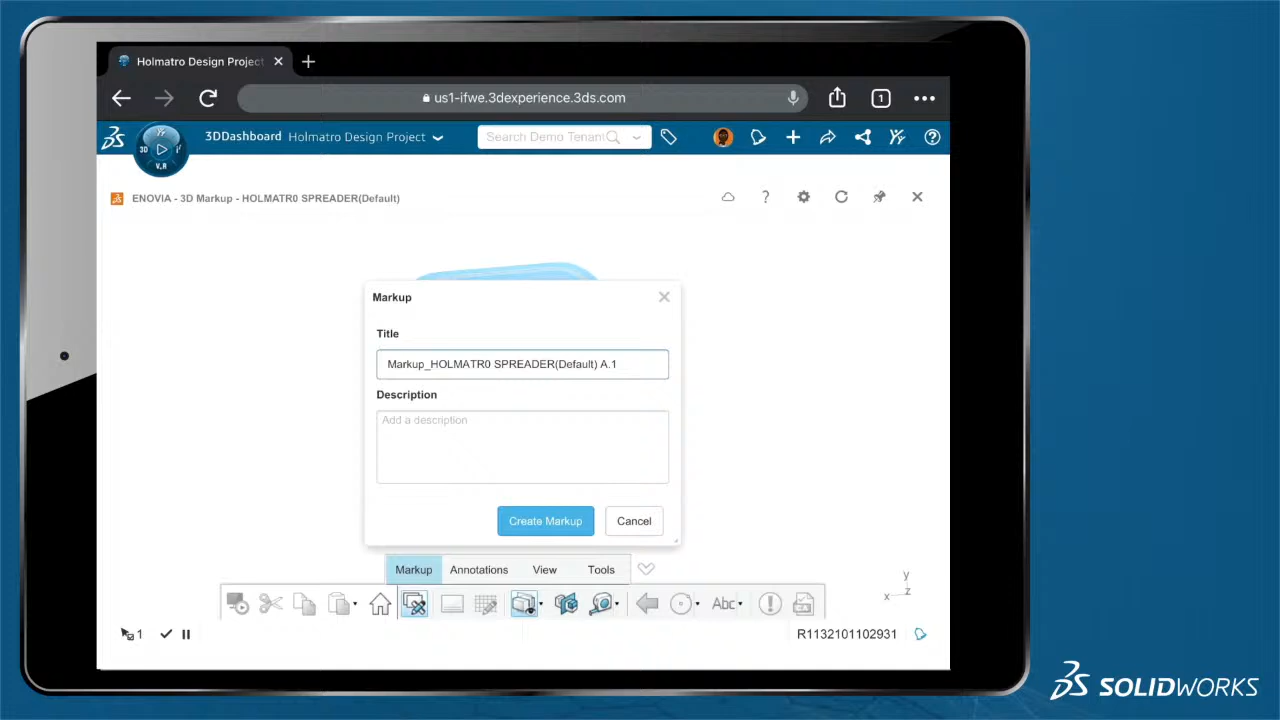 Holmatro Design Project
us1-ifwe.3dexperience.3ds.com
1
3DDashboard Holmatro Design Project
Search Demo Tenant
3D
V.R
ENOVIA - 3D Markup - HOLMATR0 SPREADER(Default)
Markup
Title
Markup_HOLMATR0 SPREADER(Default) A.1
Description
Add a description
Create Markup
Cancel
Markup Annotations View Tools
Abc
y
x
z
1
R1132101102931
SOLIDWORKS